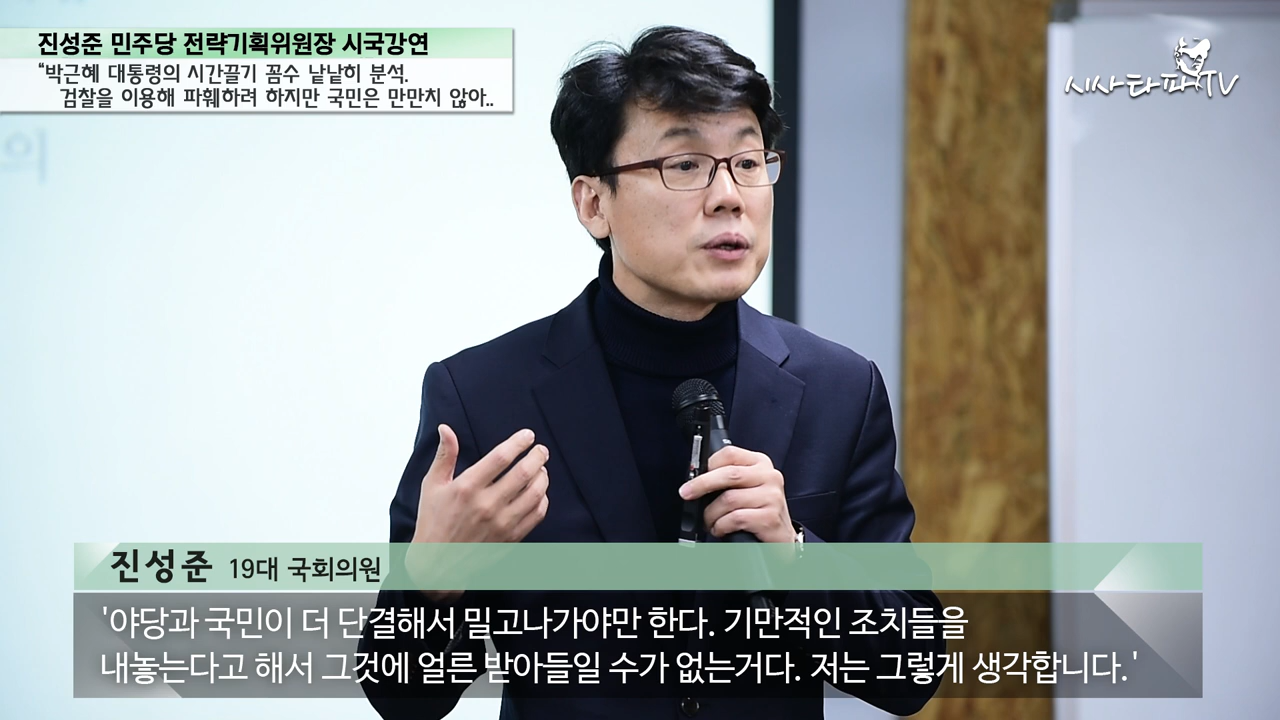 진성준 민주당 전략기획위원장 시국강연
“박근혜 대통령의 시간끌기 꼼수 낱낱히 분석.
검찰을 이용해 파훼하려 하지만 국민은 만만치 않아..
시사타파TV
의
진성준 19대 국회의원
'야당과 국민이 더 단결해서 밀고나가야만 한다. 기만적인 조치들을
내놓는다고 해서 그것에 얼른 받아들일 수가 없는거다. 저는 그렇게 생각합니다.'